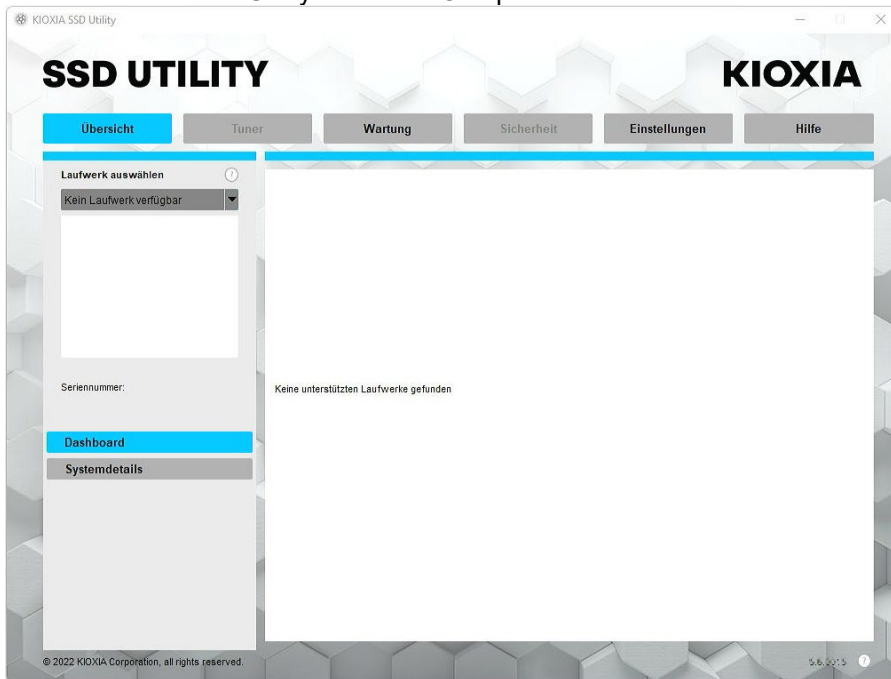 KIOXIA SSD Utility
SSD UTILITY
KIOXIA
Übersicht
Tuner
Wartung
Sicherheit
Einstellungen
Hilfe
Laufwerk auswählen ?
Kein Laufwerk verfügbar
Seriennummer:
Keine unterstützten Laufwerke gefunden
Dashboard
Systemdetails
© 2022 KIOXIA Corporation, all rights reserved.
?